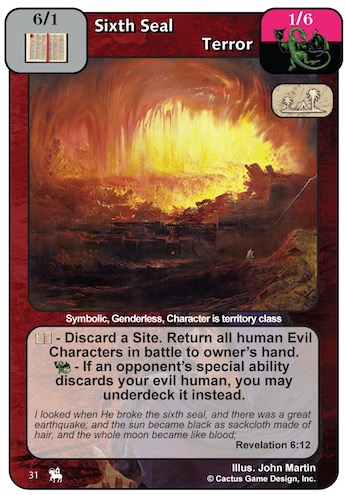 6/1
Sixth Seal
Terror
1/6
Symbolic, Genderless, Character is territory class
- Discard a Site. Return all human Evil
Characters in battle to owner's hand.
- If an opponent's special ability
discards your evil human, you may
underdeck it instead.
I looked when He broke the sixth seal, and there was a great
earthquake; and the sun became black as sackcloth made of
hair, and the whole moon became like blood;
Revelation 6:12
31
Illus. John Martin
© Cactus Game Design, Inc.